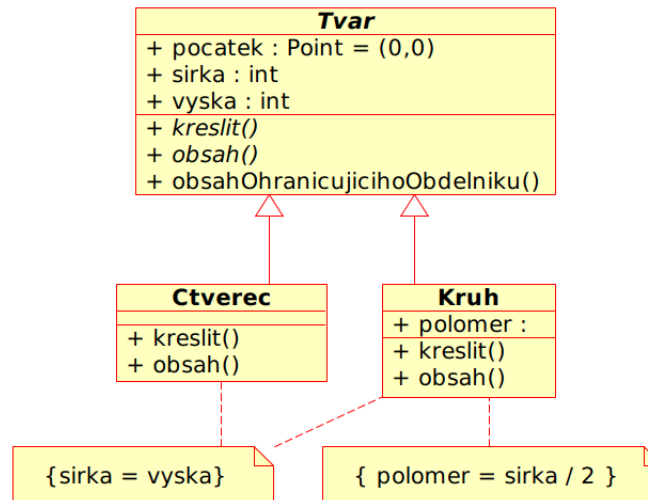 Tvar
+ pocatek : Point = (0,0)
+ sirka : int
+ vyska : int
+ kreslit()
+ obsah()
+ obsahOhranicujicihoObdelniku()
Ctverec
+ kreslit()
+ obsah()
Kruh
+ polomer :
+ kreslit()
+ obsah()
{sirka = vyska}
{ polomer = sirka / 2 }